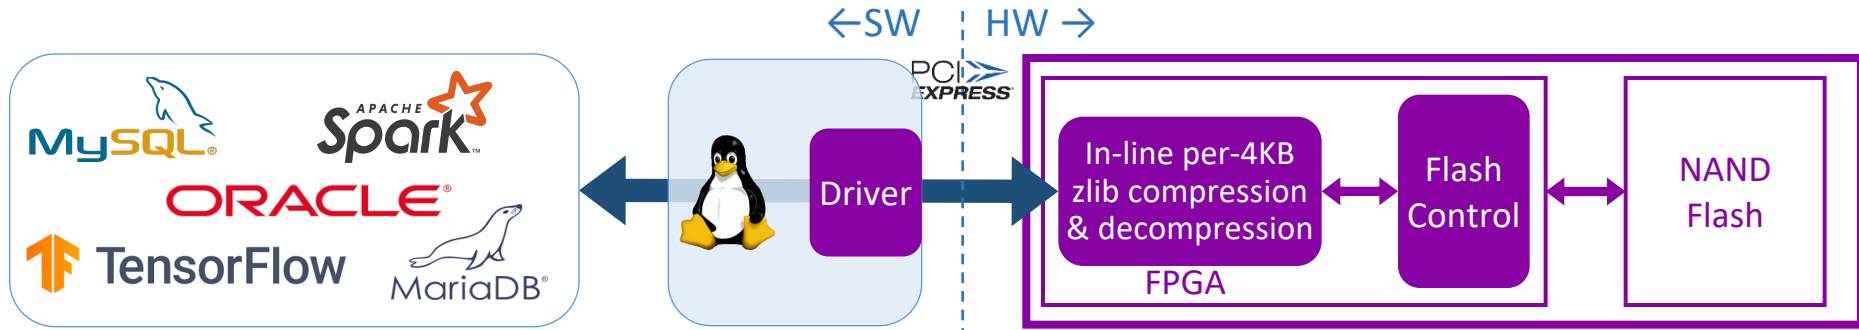 ←SW
HW →
PCI
EXPRESS
MySQL®
APACHE
Spark™
ORACLE®
TensorFlow
MariaDB®
Driver
In-line per-4KB
zlib compression
& decompression
FPGA
Flash
Control
NAND
Flash